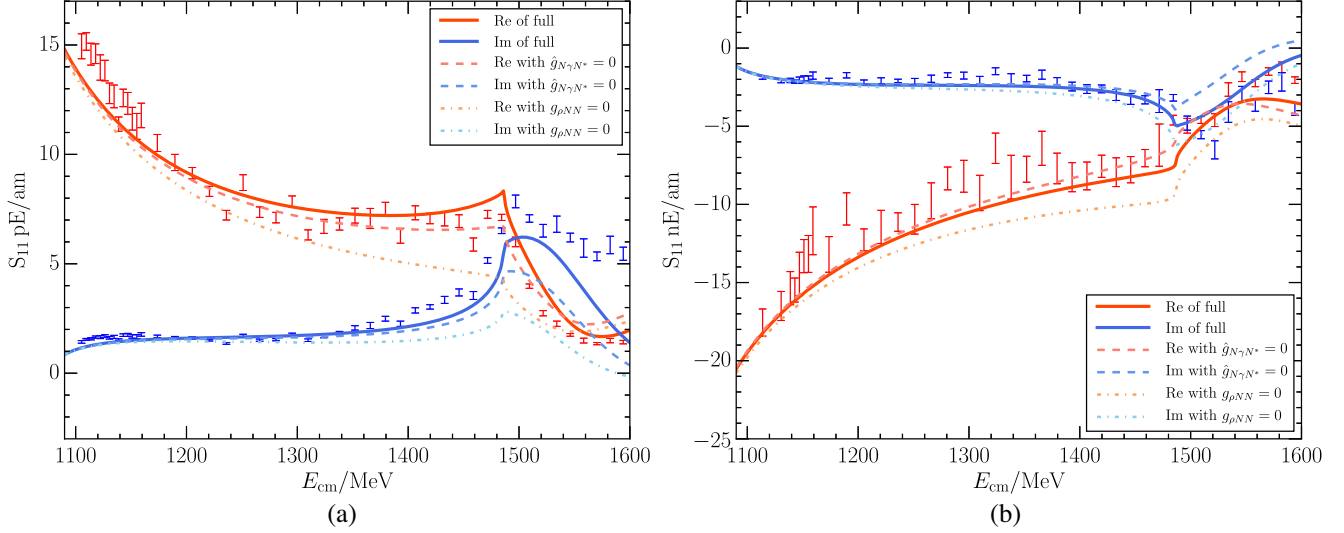 S₁₁ pE/am
15
10
5
0
Re of full
Im of full
Re with ĝ_{NγN*} = 0
Im with ĝ_{NγN*} = 0
Re with g_{ρNN} = 0
Im with g_{ρNN} = 0
1100 1200 1300 1400 1500 1600
E_cm/MeV
(a)
S₁₁ nE/am
0
−5
−10
−15
−20
−25
Re of full
Im of full
Re with ĝ_{NγN*} = 0
Im with ĝ_{NγN*} = 0
Re with g_{ρNN} = 0
Im with g_{ρNN} = 0
1100 1200 1300 1400 1500 1600
E_cm/MeV
(b)